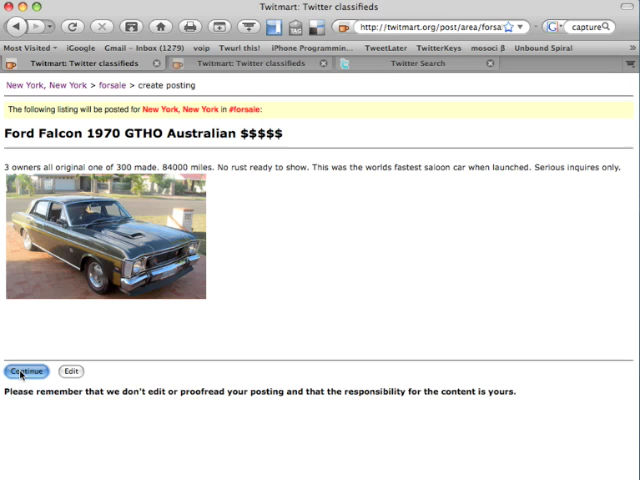 Twitmart: Twitter classifieds
http://twitmart.org/post/area/forsa
capture
Most Visited
iGoogle
Gmail - Inbox (1279)
voip
Twurl this!
iPhone Programmin...
TweetLater
TwitterKeys
mosoci β
Unbound Spiral
»
Twitmart: Twitter classifieds
Twitmart: Twitter classifieds
Twitter Search
New York, New York > forsale > create posting
The following listing will be posted for New York, New York in #forsale:
Ford Falcon 1970 GTHO Australian $$$$$
3 owners all original one of 300 made. 84000 miles. No rust ready to show. This was the worlds fastest saloon car when launched. Serious inquires only.
Continue
Edit
Please remember that we don't edit or proofread your posting and that the responsibility for the content is yours.